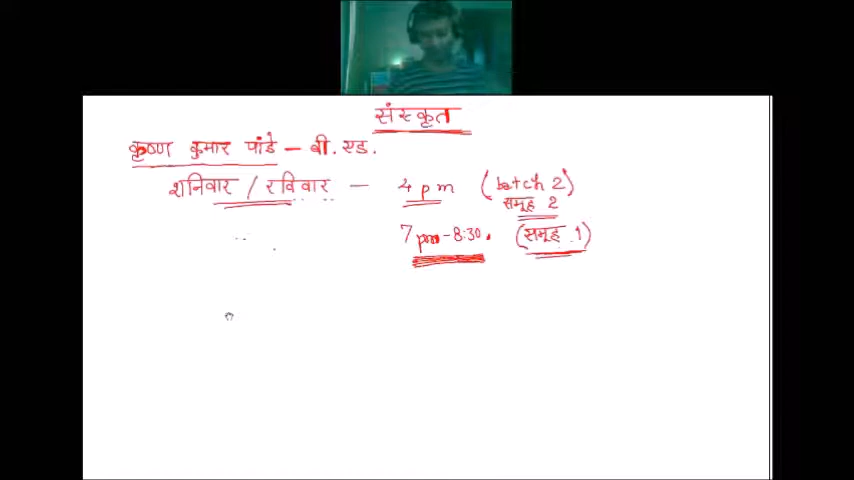 संस्कृत
कृष्ण कुमार पांडे – बी. एड.
शनिवार / रविवार – 4 pm (batch 2)
समूह 2
7 pm - 8:30. (समूह 1)